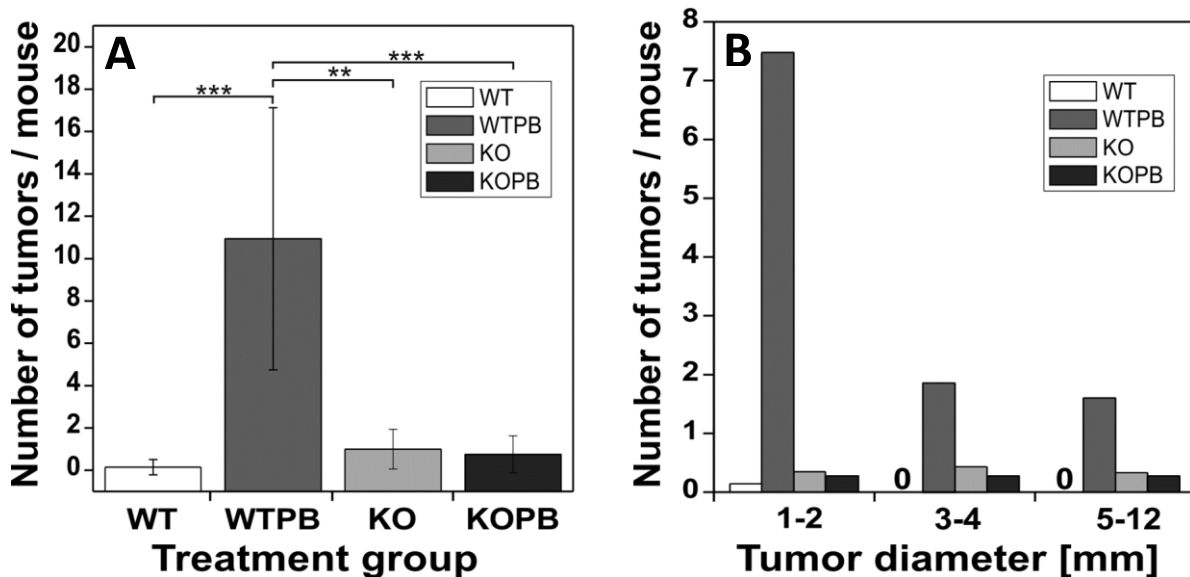 A
Number of tumors / mouse
20
18
16
14
12
10
8
6
4
2
0
***
**
***
WT
WTPB
KO
KOPB
WT
WTPB
KO
KOPB
Treatment group
B
Number of tumors / mouse
8
7
6
5
4
3
2
1
0
WT
WTPB
KO
KOPB
0
0
1-2
3-4
5-12
Tumor diameter [mm]